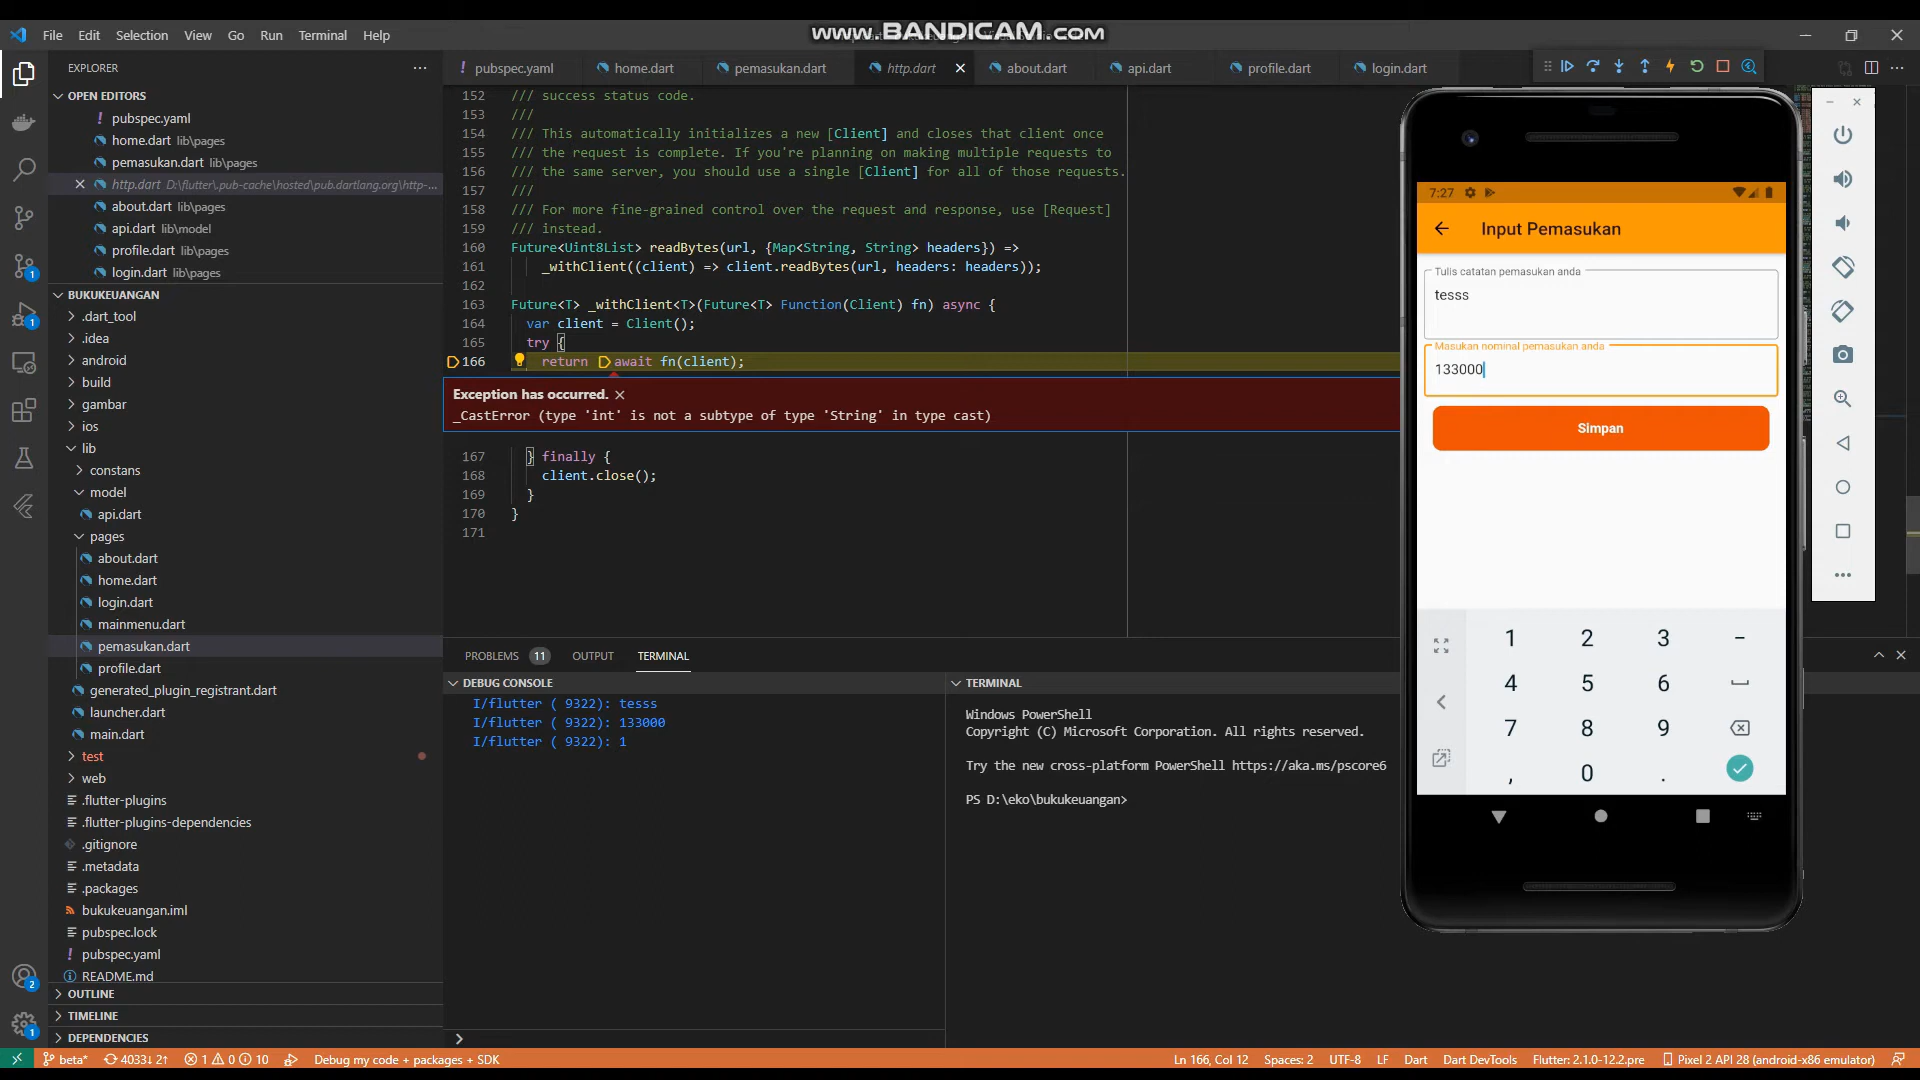 www.BANDICAM.com
File Edit Selection View Go Run Terminal Help
EXPLORER
OPEN EDITORS
pubspec.yaml
home.dart lib\pages
pemasukan.dart lib\pages
http.dart D:\flutter\.pub-cache\hosted\pub.dartlang.org\http-...
about.dart lib\pages
api.dart lib\model
profile.dart lib\pages
login.dart lib\pages
BUKUKEUANGAN
.dart_tool
.idea
android
build
gambar
ios
lib
constans
model
api.dart
pages
about.dart
home.dart
login.dart
mainmenu.dart
pemasukan.dart
profile.dart
generated_plugin_registrant.dart
launcher.dart
main.dart
test
web
.flutter-plugins
.flutter-plugins-dependencies
.gitignore
.metadata
.packages
bukukeuangan.iml
pubspec.lock
pubspec.yaml
README.md
OUTLINE
TIMELINE
DEPENDENCIES
pubspec.yaml home.dart pemasukan.dart http.dart about.dart api.dart profile.dart login.dart
152 /// success status code.
153 ///
154 /// This automatically initializes a new [Client] and closes that client once
155 /// the request is complete. If you're planning on making multiple requests to
156 /// the same server, you should use a single [Client] for all of those requests.
157 ///
158 /// For more fine-grained control over the request and response, use [Request]
159 /// instead.
160 Future<Uint8List> readBytes(url, {Map<String, String> headers}) =>
161 _withClient((client) => client.readBytes(url, headers: headers));
162
163 Future<T> _withClient<T>(Future<T> Function(Client) fn) async {
164 var client = Client();
165 try {
166 return await fn(client);
Exception has occurred.
_CastError (type 'int' is not a subtype of type 'String' in type cast)
167 } finally {
168 client.close();
169 }
170 }
171
PROBLEMS 11 OUTPUT TERMINAL
DEBUG CONSOLE
I/flutter ( 9322): tesss
I/flutter ( 9322): 133000
I/flutter ( 9322): 1
TERMINAL
Windows PowerShell
Copyright (C) Microsoft Corporation. All rights reserved.
Try the new cross-platform PowerShell https://aka.ms/pscore6
PS D:\eko\bukukeuangan>
7:27
Input Pemasukan
Tulis catatan pemasukan anda
tesss
Masukan nominal pemasukan anda
133000
Simpan
1 2 3 -
4 5 6
7 8 9
, 0 .
beta* 4033↓ 2↑ 1 0 10 Debug my code + packages + SDK
Ln 166, Col 12 Spaces: 2 UTF-8 LF Dart Dart DevTools Flutter: 2.1.0-12.2.pre Pixel 2 API 28 (android-x86 emulator)